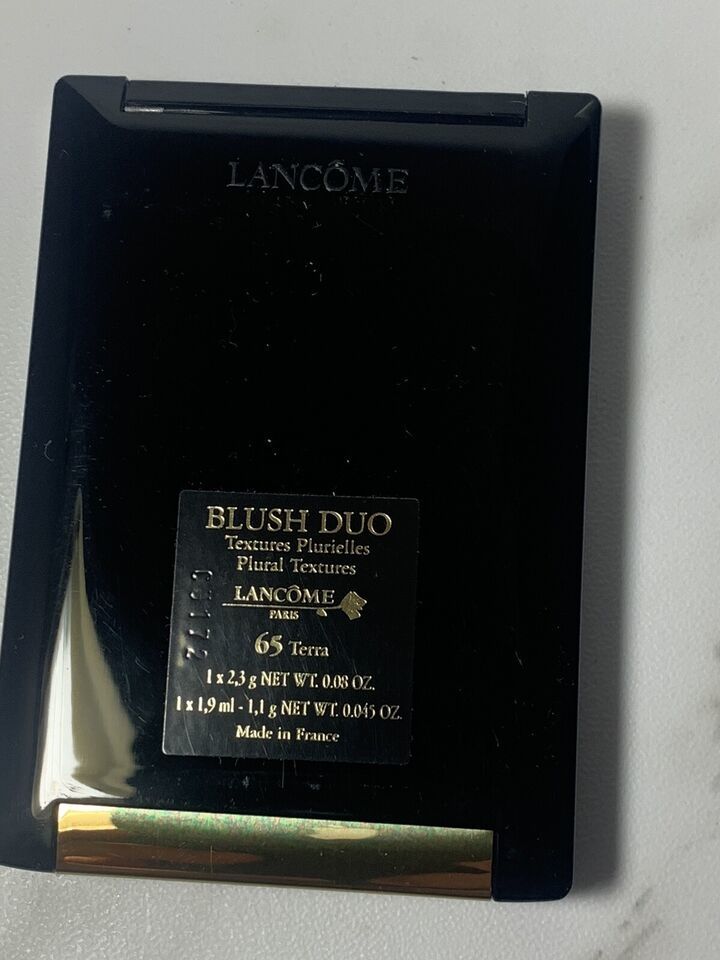 LANCÔME
BLUSH DUO
Textures Plurielles
Plural Textures
LANCÔME
PARIS
65 Terra
1 x 2,3 g NET WT. 0.08 OZ.
1 x 1,9 ml - 1,1 g NET WT. 0.045 OZ.
Made in France